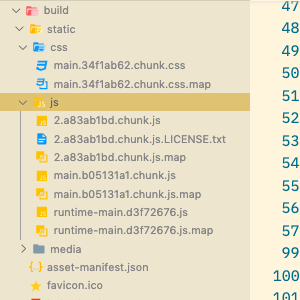 build
static
css
main.34f1ab62.chunk.css
main.34f1ab62.chunk.css.map
js
2.a83ab1bd.chunk.js
2.a83ab1bd.chunk.js.LICENSE.txt
2.a83ab1bd.chunk.js.map
main.b05131a1.chunk.js
main.b05131a1.chunk.js.map
runtime-main.d3f72676.js
runtime-main.d3f72676.js.map
media
asset-manifest.json
favicon.ico
47
48
49
50
51
52
53
54
55
56
57
99
100